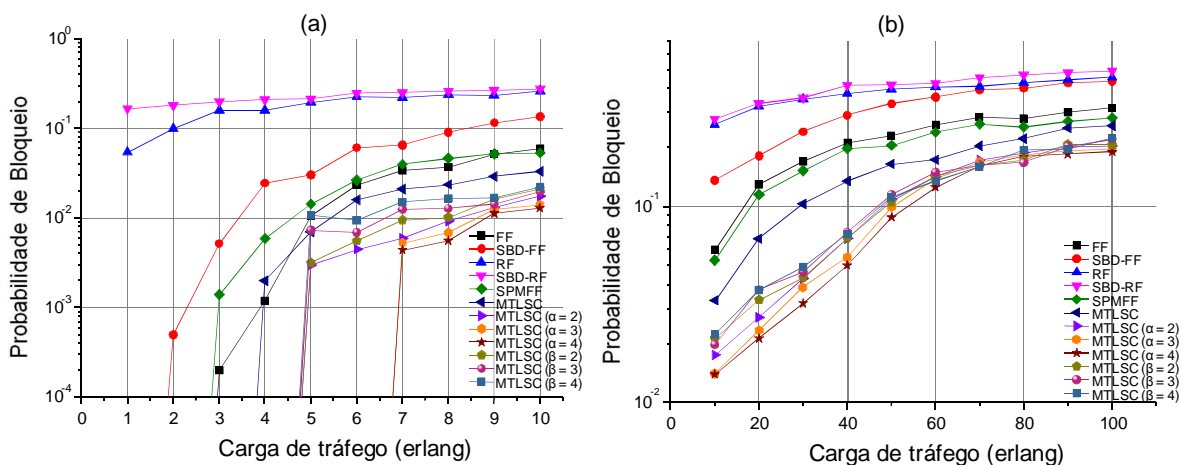 (a)
10⁰
10⁻¹
10⁻²
10⁻³
10⁻⁴
Probabilidade de Bloqueio
0 1 2 3 4 5 6 7 8 9 10
Carga de tráfego (erlang)
FF
SBD-FF
RF
SBD-RF
SPMFF
MTLSC
MTLSC (α = 2)
MTLSC (α = 3)
MTLSC (α = 4)
MTLSC (β = 2)
MTLSC (β = 3)
MTLSC (β = 4)
(b)
10⁻¹
10⁻²
Probabilidade de Bloqueio
0 20 40 60 80 100
Carga de tráfego (erlang)
FF
SBD-FF
RF
SBD-RF
SPMFF
MTLSC
MTLSC (α = 2)
MTLSC (α = 3)
MTLSC (α = 4)
MTLSC (β = 2)
MTLSC (β = 3)
MTLSC (β = 4)